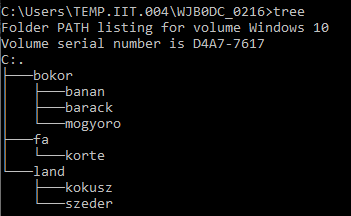 C:\Users\TEMP.IIT.004\WJB0DC_0216>tree
Folder PATH listing for volume Windows 10
Volume serial number is D4A7-7617
C:.
├───bokor
│   ├───banan
│   ├───barack
│   └───mogyoro
├───fa
│   └───korte
└───land
    ├───kokusz
    └───szeder